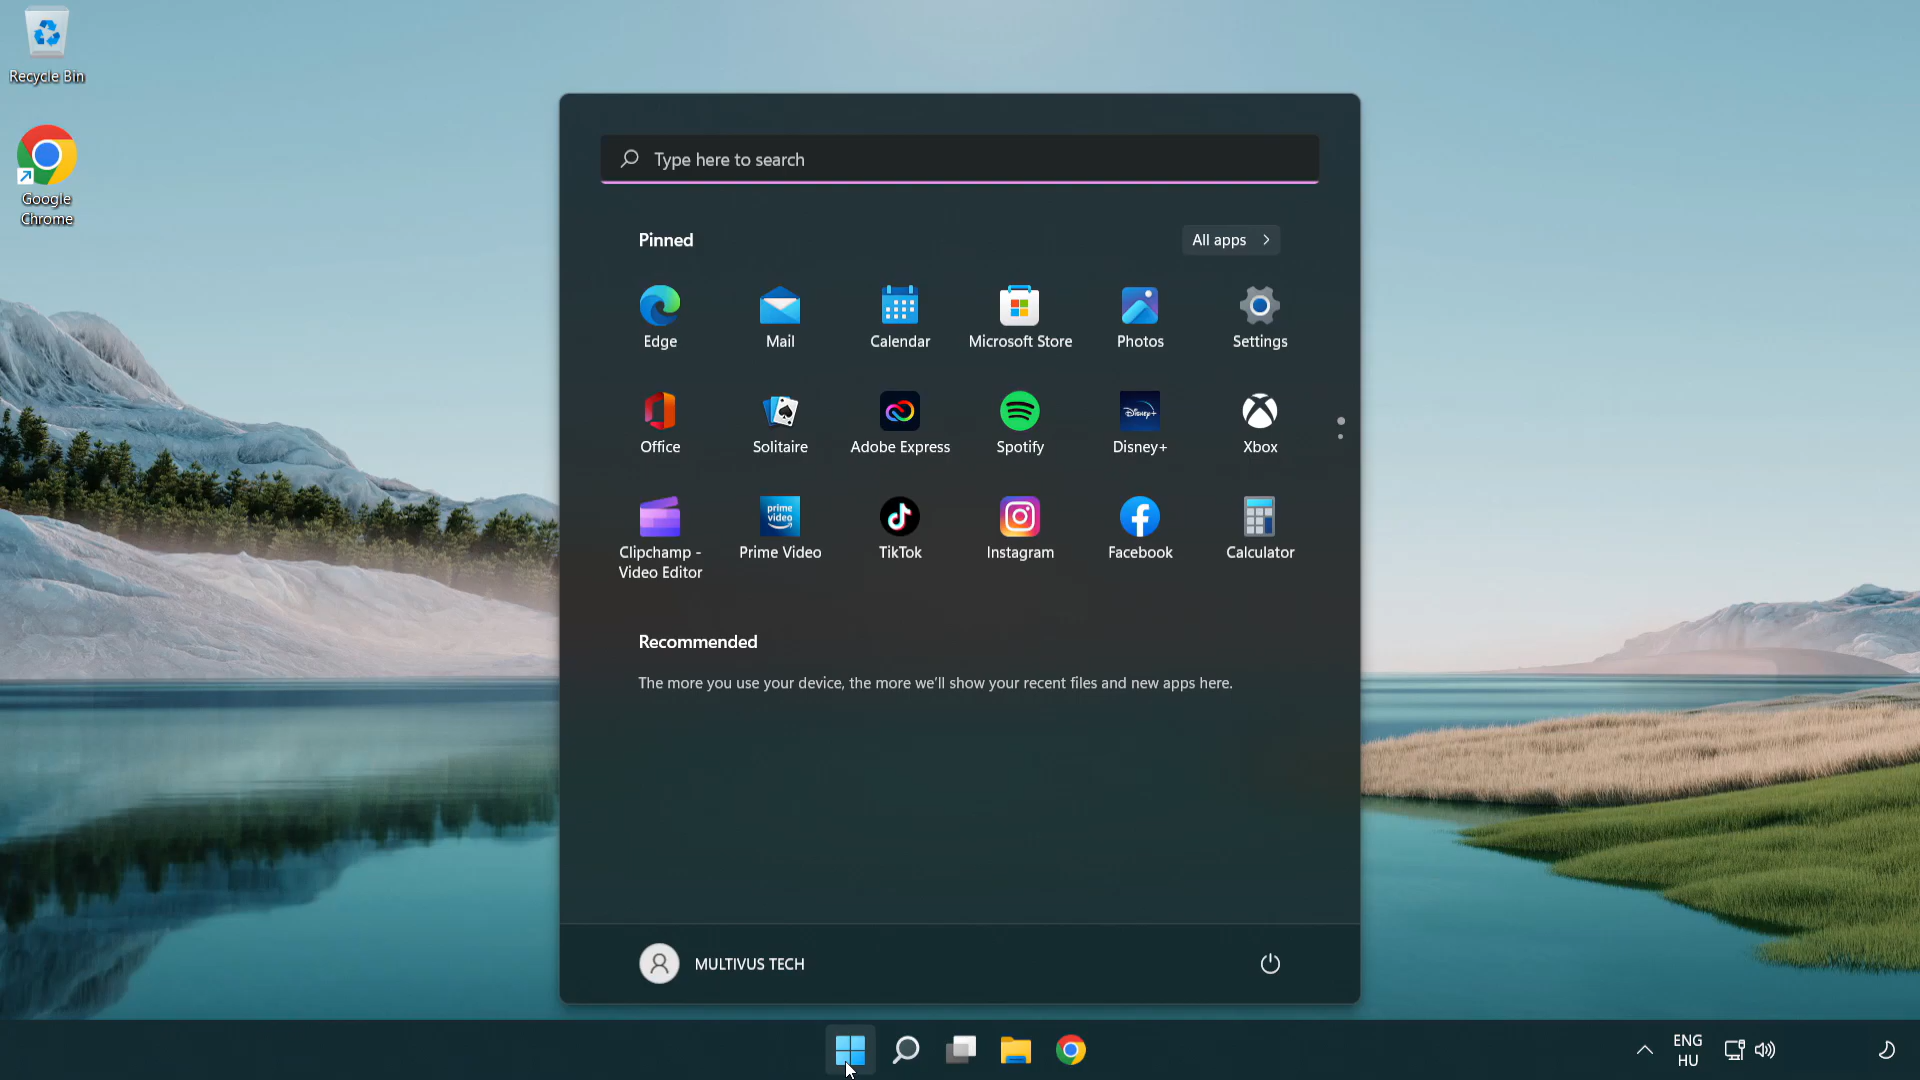 Recycle Bin
Google
Chrome
Type here to search
Pinned
All apps
Edge
Mail
Calendar
Microsoft Store
Photos
Settings
Office
Solitaire
Adobe Express
Spotify
Disney+
Disney+
Xbox
prime
video
Clipchamp -
Video Editor
Prime Video
TikTok
Instagram
Facebook
Calculator
Recommended
The more you use your device, the more we'll show your recent files and new apps here.
MULTIVUS TECH
ENG
HU